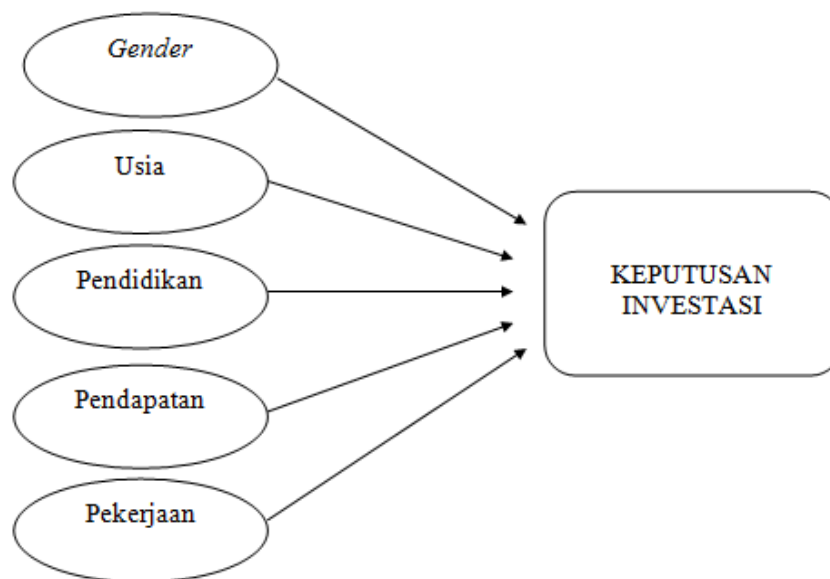 Gender
Usia
Pendidikan
Pendapatan
Pekerjaan
KEPUTUSAN
INVESTASI